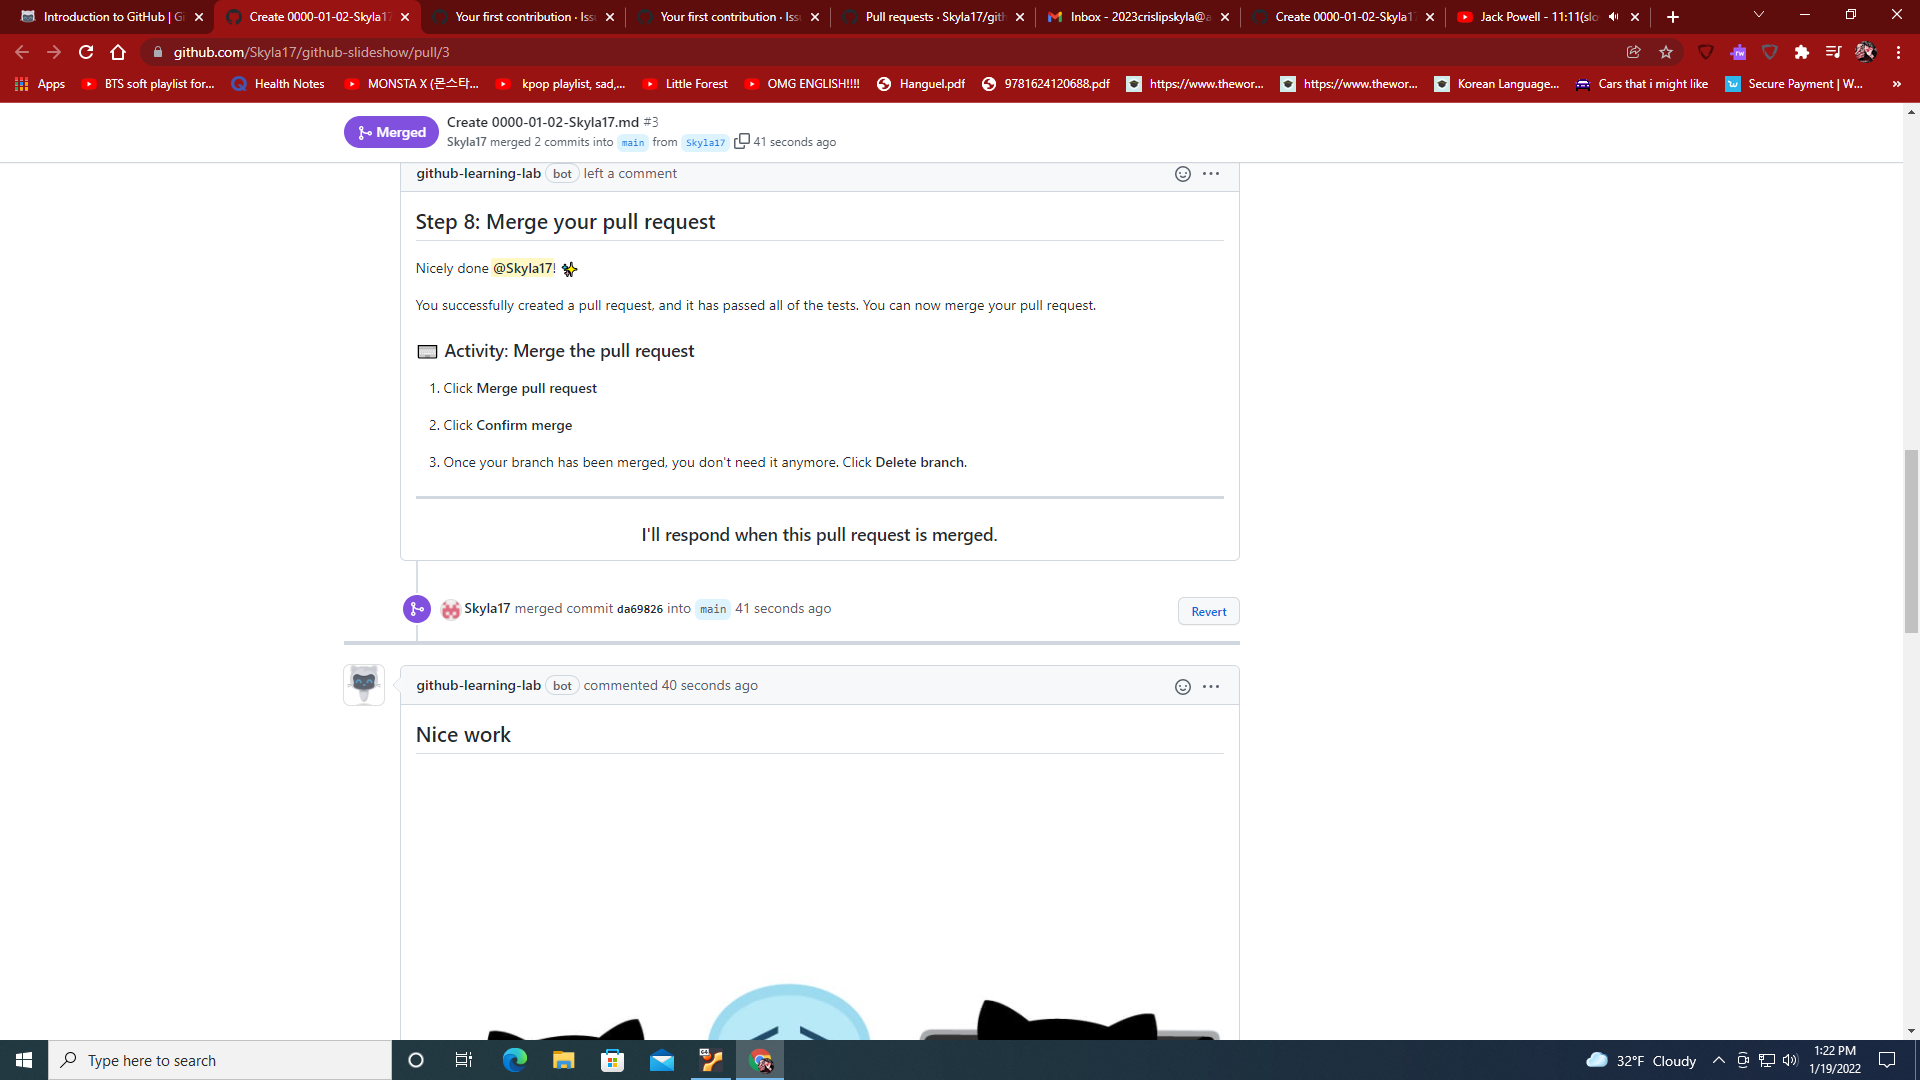 Introduction to GitHub | Gi
Create 0000-01-02-Skyla17
Your first contribution · Iss
Your first contribution · Iss
Pull requests · Skyla17/gith
Inbox - 2023crislipskyla@a
Create 0000-01-02-Skyla17
Jack Powell - 11:11(slo
github.com/Skyla17/github-slideshow/pull/3
Apps
BTS soft playlist for...
Health Notes
MONSTA X (몬스타...
kpop playlist, sad,...
Little Forest
OMG ENGLISH!!!!
Hanguel.pdf
9781624120688.pdf
https://www.thewor...
https://www.thewor...
Korean Language...
Cars that i might like
Secure Payment | W...
»
Merged
Create 0000-01-02-Skyla17.md #3
Skyla17 merged 2 commits into main from Skyla17 41 seconds ago
github-learning-lab bot left a comment
Step 8: Merge your pull request
Nicely done @Skyla17! ✨
You successfully created a pull request, and it has passed all of the tests. You can now merge your pull request.
Activity: Merge the pull request
1. Click Merge pull request
2. Click Confirm merge
3. Once your branch has been merged, you don't need it anymore. Click Delete branch.
I'll respond when this pull request is merged.
Skyla17 merged commit da69826 into main 41 seconds ago
Revert
github-learning-lab bot commented 40 seconds ago
Nice work
Type here to search
32°F Cloudy
1:22 PM
1/19/2022